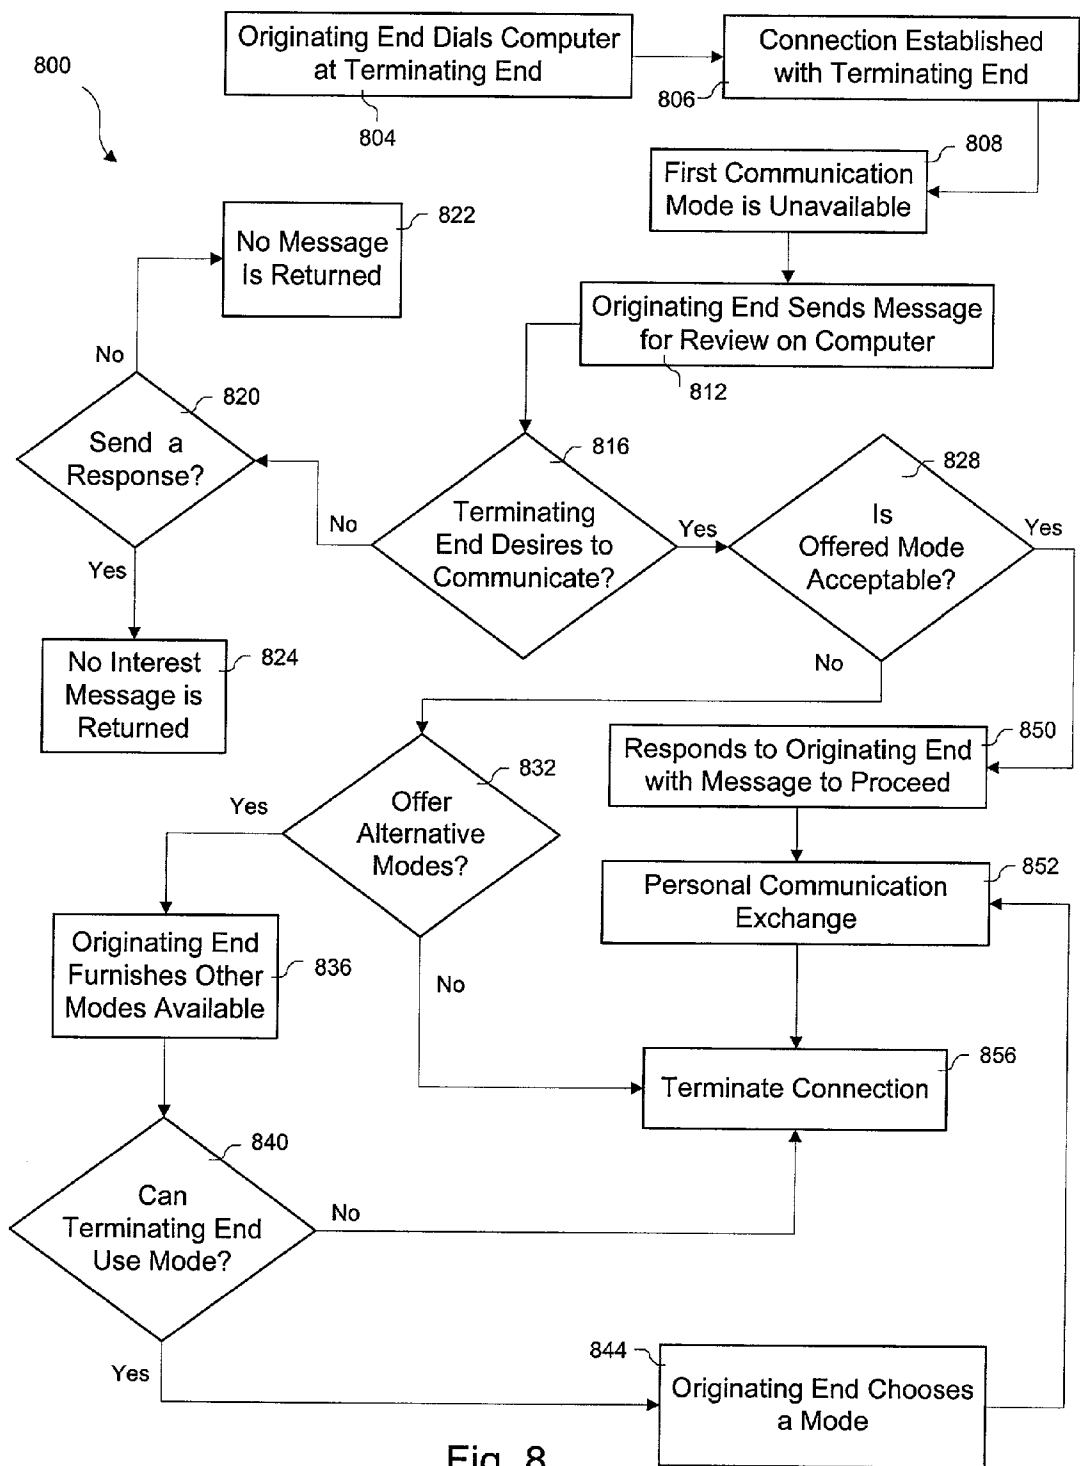 800
Originating End Dials Computer
at Terminating End
804
Connection Established
with Terminating End
806
808
First Communication
Mode is Unavailable
822
No Message
is Returned
Originating End Sends Message
for Review on Computer
812
No
820
Send a
Response?
Yes
816
Terminating
End Desires to
Communicate?
No
Yes
828
Is
Offered Mode
Acceptable?
Yes
No
824
No Interest
Message is
Returned
832
Offer
Alternative
Modes?
Yes
No
850
Responds to Originating End
with Message to Proceed
852
Personal Communication
Exchange
Originating End
Furnishes Other
Modes Available
836
856
Terminate Connection
840
Can
Terminating End
Use Mode?
No
Yes
844
Originating End Chooses
a Mode
Fig. 8